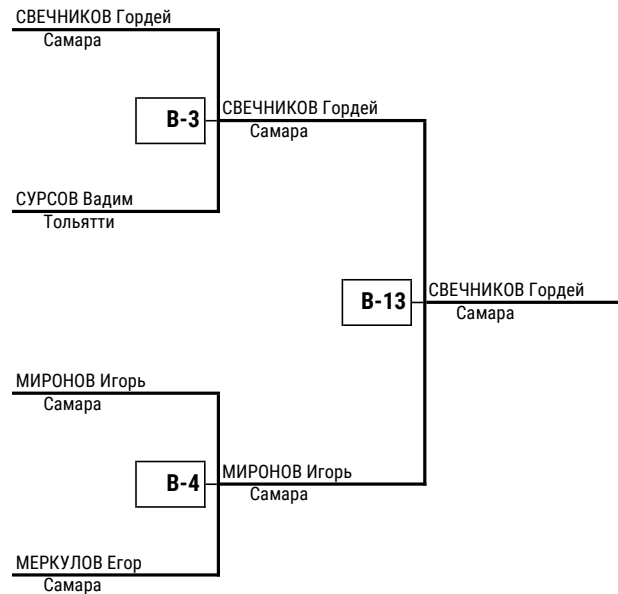 СВЕЧНИКОВ Гордей
Самара
B-3
СВЕЧНИКОВ Гордей
Самара
СУРСОВ Вадим
Тольятти
B-13
СВЕЧНИКОВ Гордей
Самара
МИРОНОВ Игорь
Самара
B-4
МИРОНОВ Игорь
Самара
МЕРКУЛОВ Егор
Самара